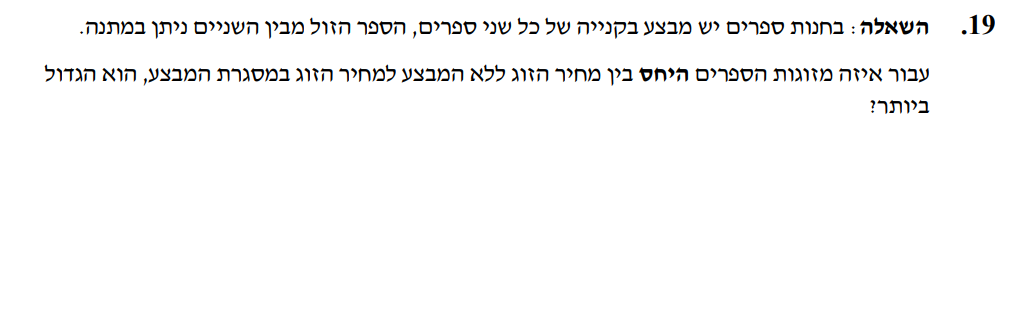 19. השאלה: בחנות ספרים יש מבצע בקנייה של כל שני ספרים, הספר הזול מבין השניים ניתן במתנה.
עבור איזה מזוגות הספרים היחס בין מחיר הזוג ללא המבצע למחיר הזוג במסגרת המבצע, הוא הגדול
ביותר?